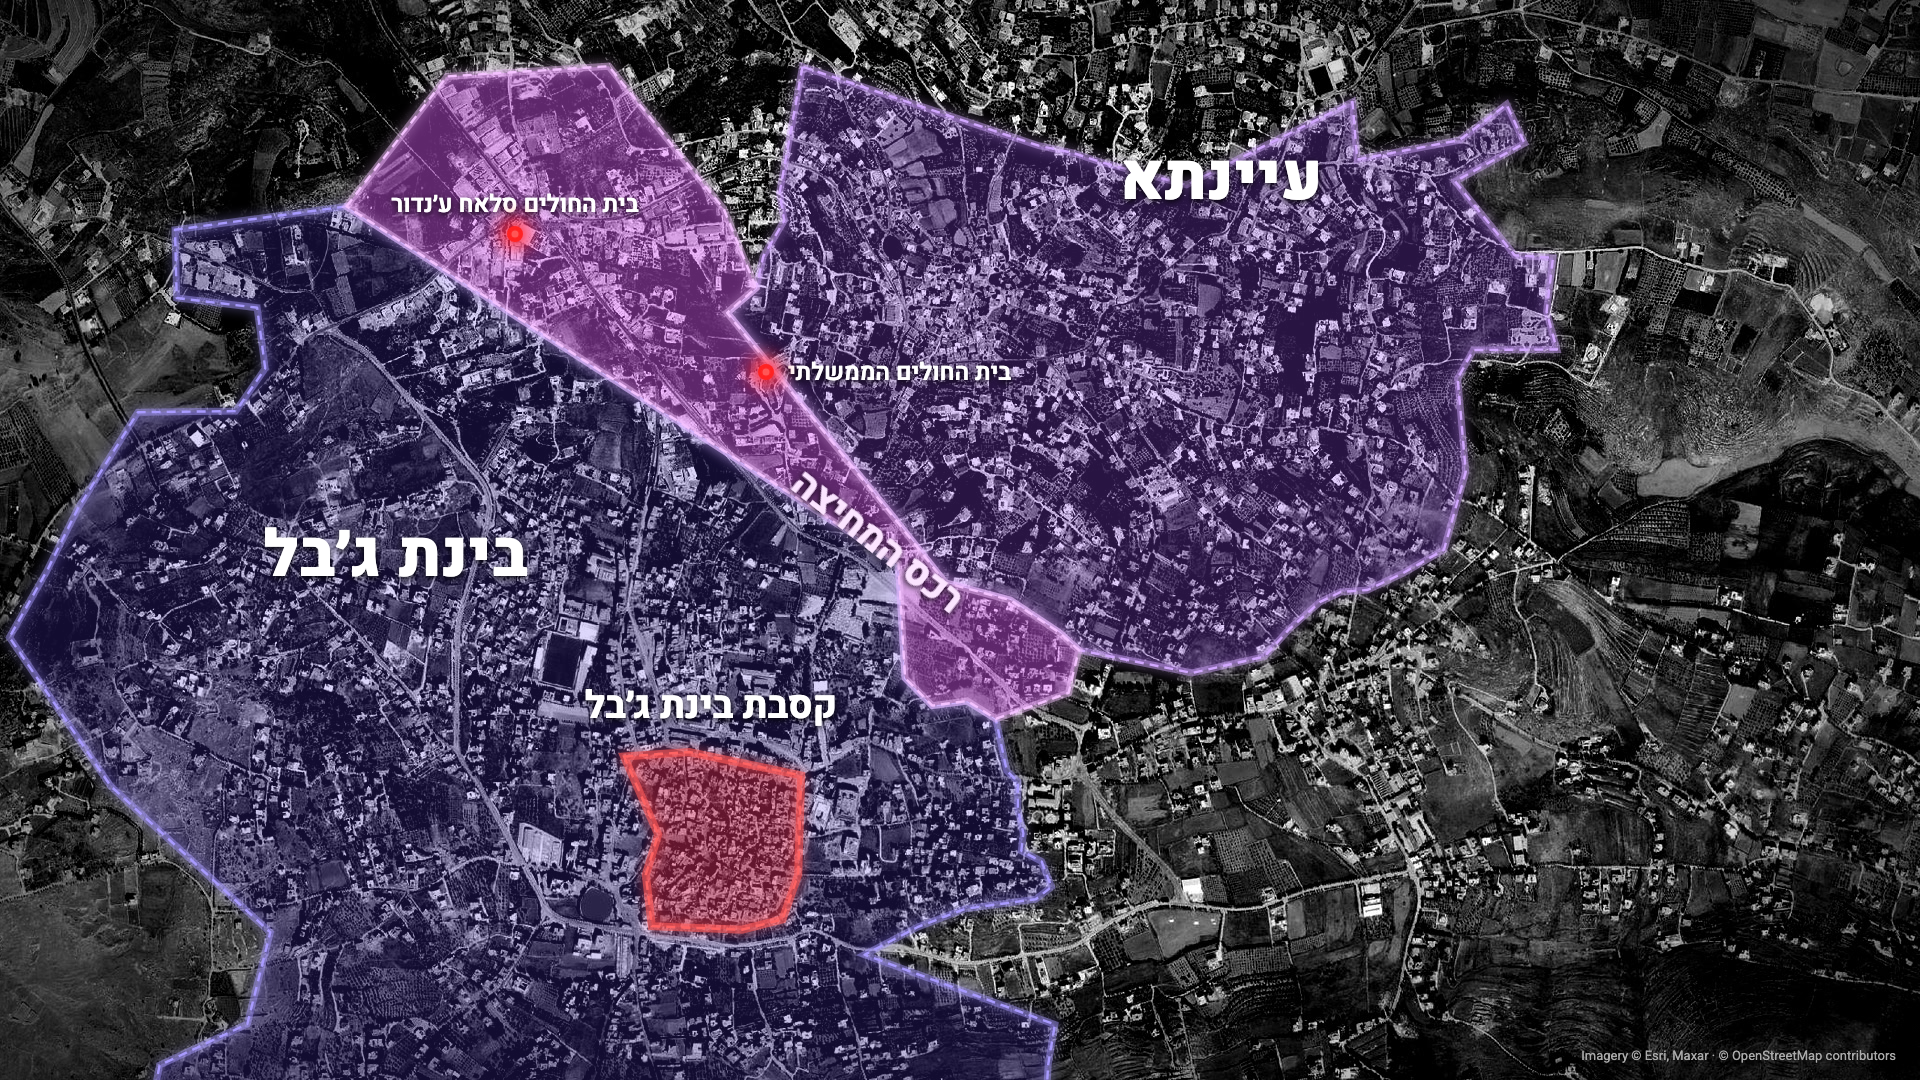 עיינתא
בית החולים סלאח ע'נדור
בית החולים הממשלתי
רכס המחיצה
בינת ג'בל
קסבת בינת ג'בל
Imagery © Esri, Maxar · © OpenStreetMap contributors